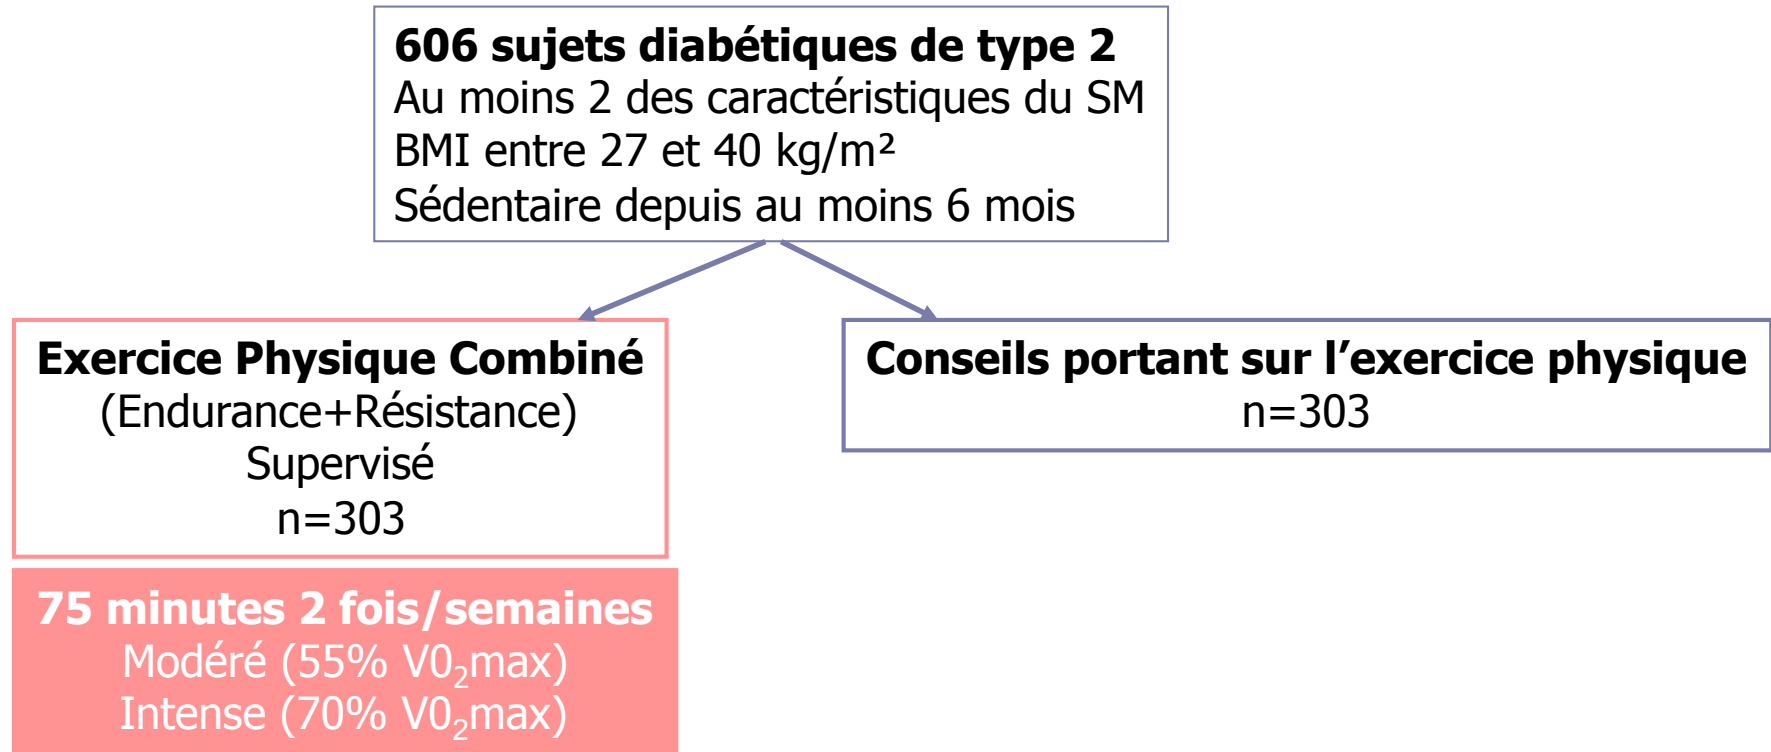 606 sujets diabétiques de type 2
Au moins 2 des caractéristiques du SM
BMI entre 27 et 40 kg/m²
Sédentaire depuis au moins 6 mois
Exercice Physique Combiné
(Endurance+Résistance)
Supervisé
n=303
Conseils portant sur l’exercice physique
n=303
75 minutes 2 fois/semaines
Modéré (55% V0₂max)
Intense (70% V0₂max)